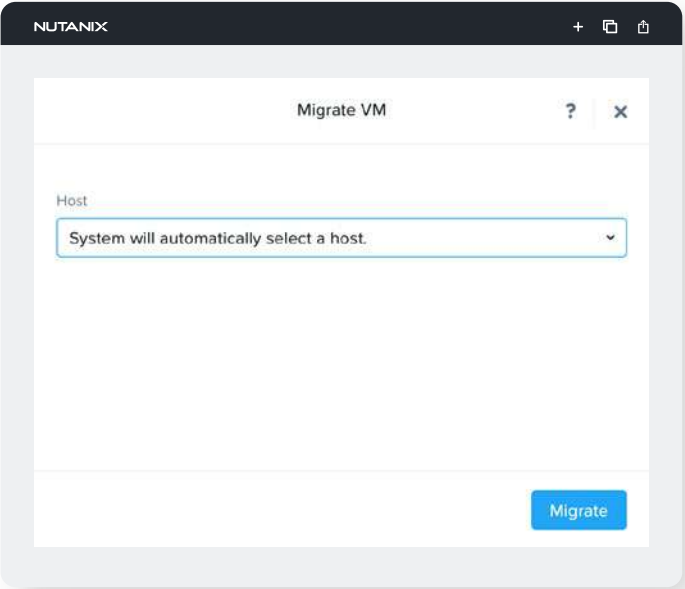 NUTANIX
Migrate VM
?
Host
System will automatically select a host.
Migrate